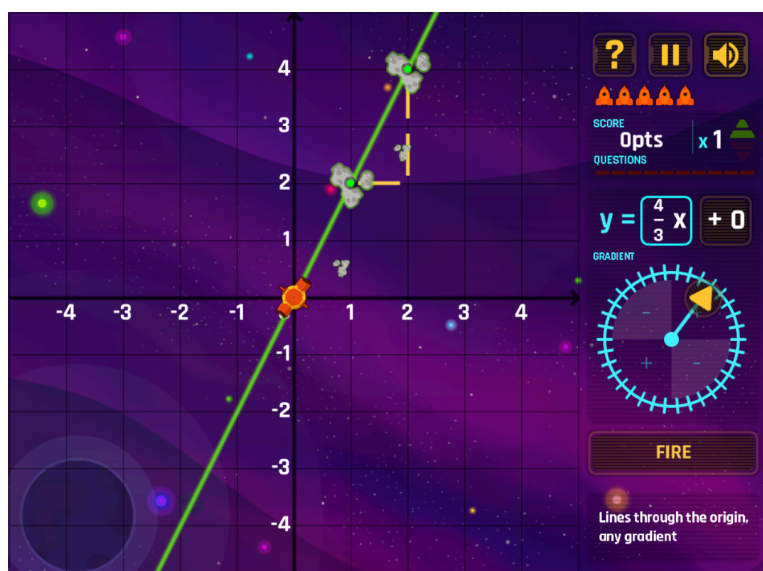 ?
SCORE
0pts x 1
QUESTIONS
y = 4/3 x + 0
GRADIENT
- + -
FIRE
Lines through the origin,
any gradient
4
3
2
1
-4 -3 -2 -1 1 2 3 4
-1
-2
-3
-4